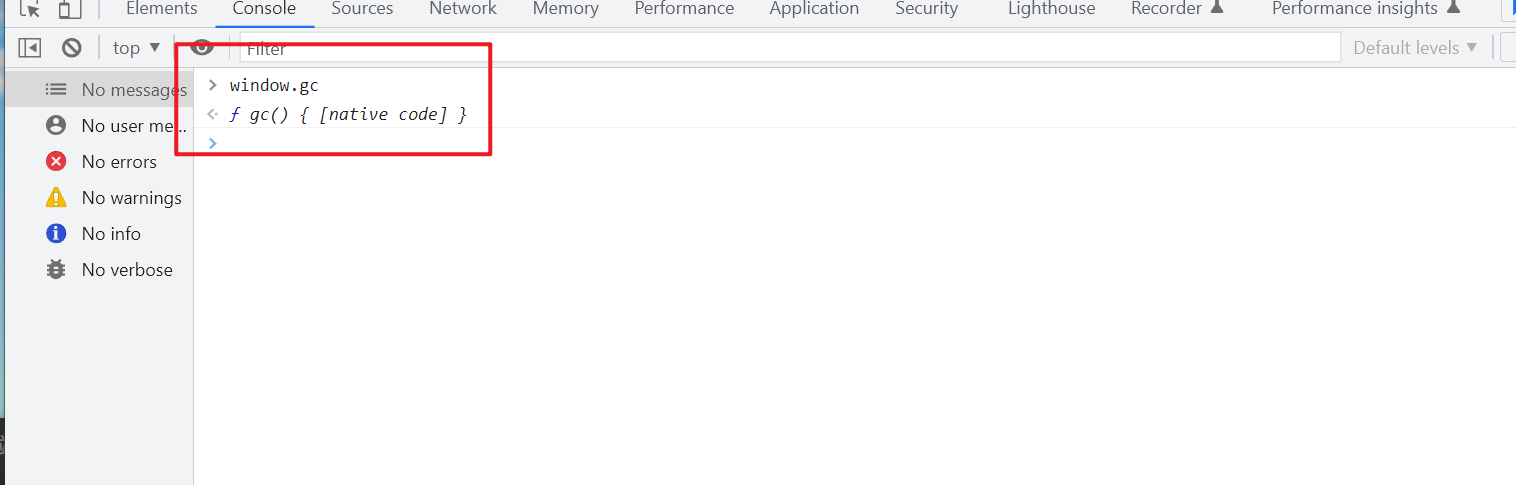 Elements Console Sources Network Memory Performance Application Security Lighthouse Recorder Performance insights
top ▼ Filter Default levels ▼
No messages
No user me...
No errors
No warnings
No info
No verbose
> window.gc
<· ƒ gc() { [native code] }
>